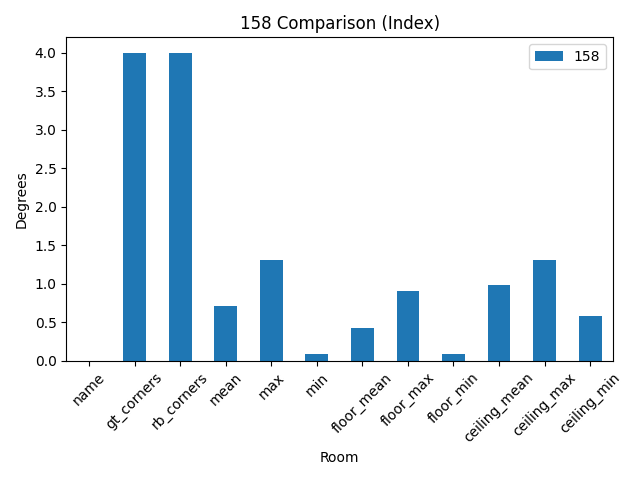 158 Comparison (Index)
158
Degrees
4.0
3.5
3.0
2.5
2.0
1.5
1.0
0.5
0.0
name
gt_corners
rb_corners
mean
max
min
floor_mean
floor_max
floor_min
ceiling_mean
ceiling_max
ceiling_min
Room